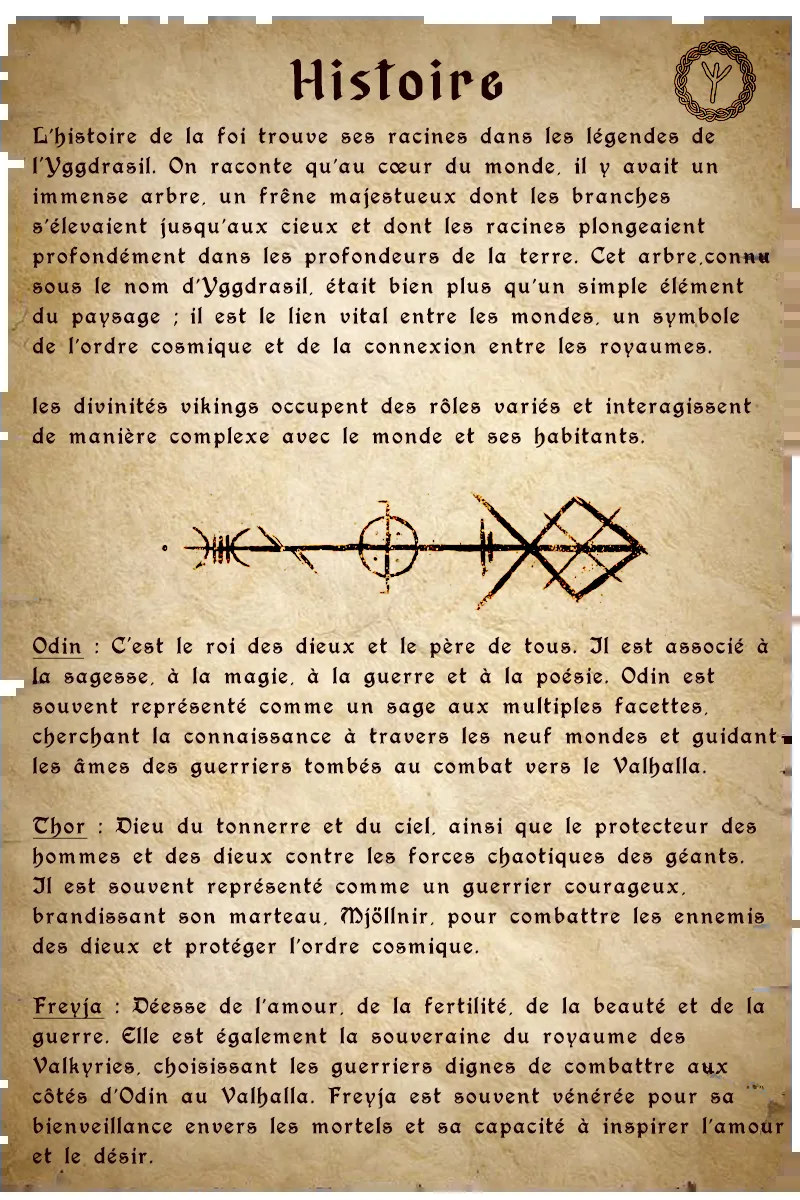 Histoire
L'histoire de la foi trouve ses racines dans les légendes de
l'Yggdrasil. On raconte qu'au cœur du monde, il y avait un
immense arbre, un frêne majestueux dont les branches
s'élevaient jusqu'aux cieux et dont les racines plongeaient
profondément dans les profondeurs de la terre. Cet arbre,connu
sous le nom d'Yggdrasil, était bien plus qu'un simple élément
du paysage ; il est le lien vital entre les mondes, un symbole
de l'ordre cosmique et de la connexion entre les royaumes.
les divinités vikings occupent des rôles variés et interagissent
de manière complexe avec le monde et ses habitants.
Odin : C'est le roi des dieux et le père de tous. Il est associé à
la sagesse, à la magie, à la guerre et à la poésie. Odin est
souvent représenté comme un sage aux multiples facettes,
cherchant la connaissance à travers les neuf mondes et guidant
les âmes des guerriers tombés au combat vers le Valhalla.
Thor : Dieu du tonnerre et du ciel, ainsi que le protecteur des
hommes et des dieux contre les forces chaotiques des géants.
Il est souvent représenté comme un guerrier courageux,
brandissant son marteau, Mjöllnir, pour combattre les ennemis
des dieux et protéger l'ordre cosmique.
Freyja : Déesse de l'amour, de la fertilité, de la beauté et de la
guerre. Elle est également la souveraine du royaume des
Valkyries, choisissant les guerriers dignes de combattre aux
côtés d'Odin au Valhalla. Freyja est souvent vénérée pour sa
bienveillance envers les mortels et sa capacité à inspirer l'amour
et le désir.